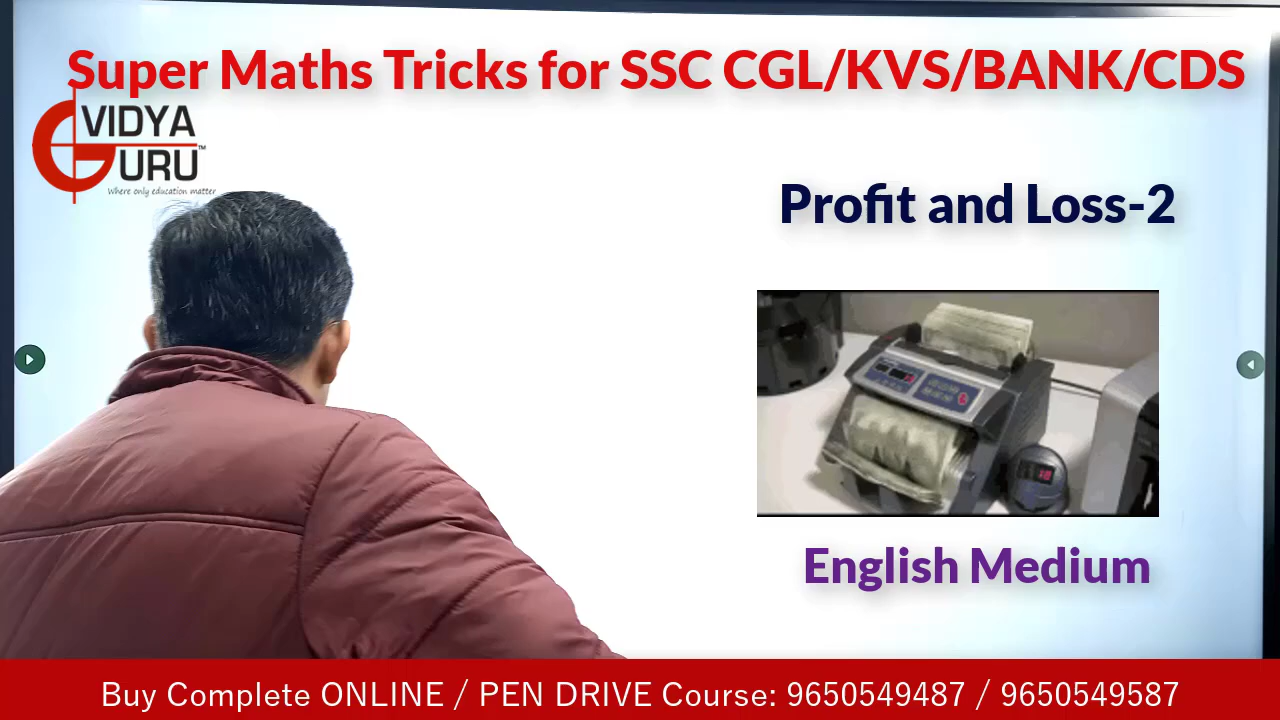 Super Maths Tricks for SSC CGL/KVS/BANK/CDS
VIDYA
GURU™
Where only education matter
Profit and Loss-2
English Medium
Buy Complete ONLINE / PEN DRIVE Course: 9650549487 / 9650549587